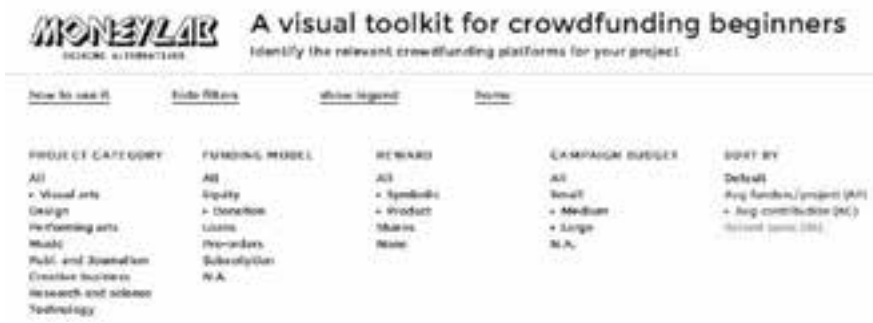 MONEYLAB
A visual toolkit for crowdfunding beginners
Identify the relevant crowdfunding platforms for your project
how to use it
hide filters
show legend
home
PROJECT CATEGORY
All
• Visual arts
Design
Performing arts
Music
Publ. and Journalism
Creative business
Research and science
Technology
FUNDING MODEL
All
Equity
• Donation
Loans
Pre-orders
Subscription
N.A.
REWARD
All
• Symbolic
• Product
Shares
None
CAMPAIGN BUDGET
All
Small
• Medium
• Large
N.A.
SORT BY
Default
Avg funders/project (AF)
• Avg contribution (AC)